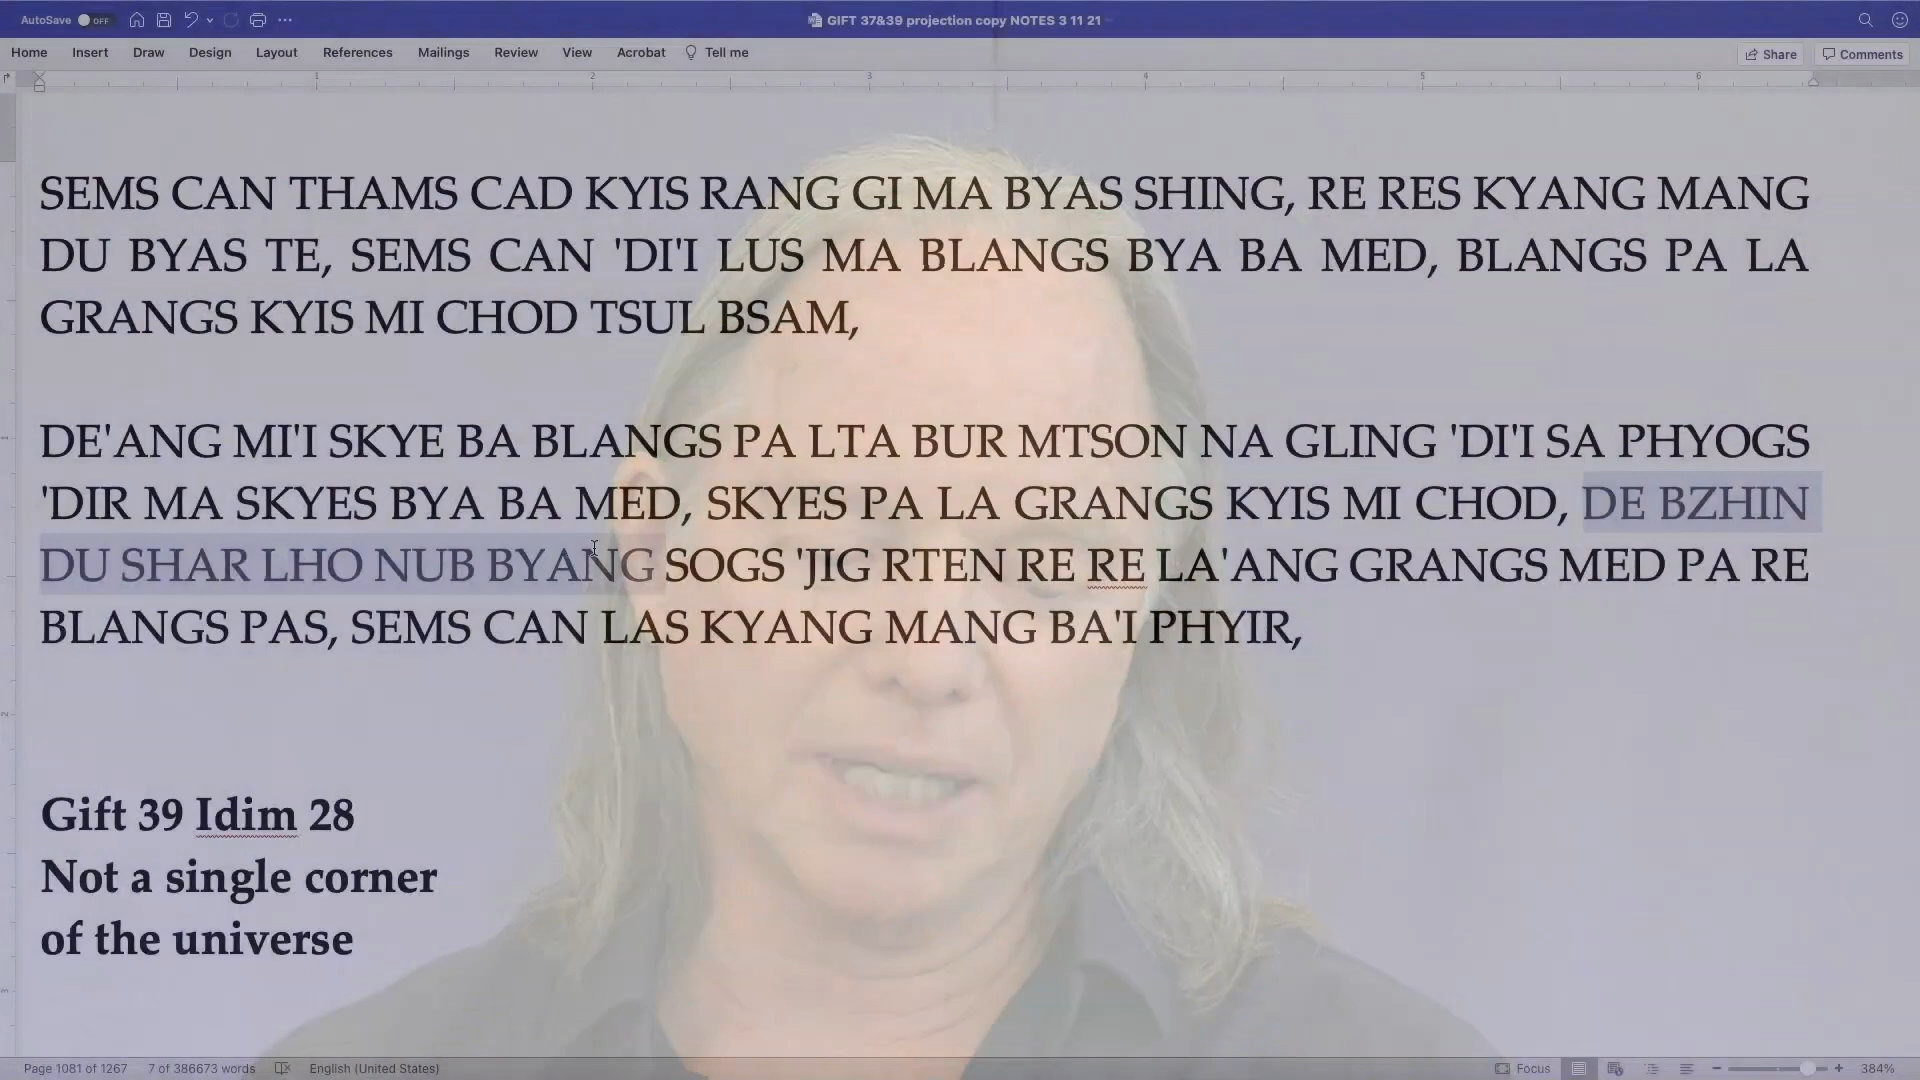 AutoSave OFF GIFT 37&39 projection copy NOTES 3 11 21
Home Insert Draw Design Layout References Mailings Review View Acrobat Tell me Share Comments
1 2 3 4 5 6
SEMS CAN THAMS CAD KYIS RANG GI MA BYAS SHING, RE RES KYANG MANG
DU BYAS TE, SEMS CAN 'DI'I LUS MA BLANGS BYA BA MED, BLANGS PA LA
GRANGS KYIS MI CHOD TSUL BSAM,
DE'ANG MI'I SKYE BA BLANGS PA LTA BUR MTSON NA GLING 'DI'I SA PHYOGS
'DIR MA SKYES BYA BA MED, SKYES PA LA GRANGS KYIS MI CHOD, DE BZHIN
DU SHAR LHO NUB BYANG SOGS 'JIG RTEN RE RE LA'ANG GRANGS MED PA RE
BLANGS PAS, SEMS CAN LAS KYANG MANG BA'I PHYIR,
Gift 39 Idim 28
Not a single corner
of the universe
Page 1081 of 1267 7 of 386673 words English (United States) Focus 384%